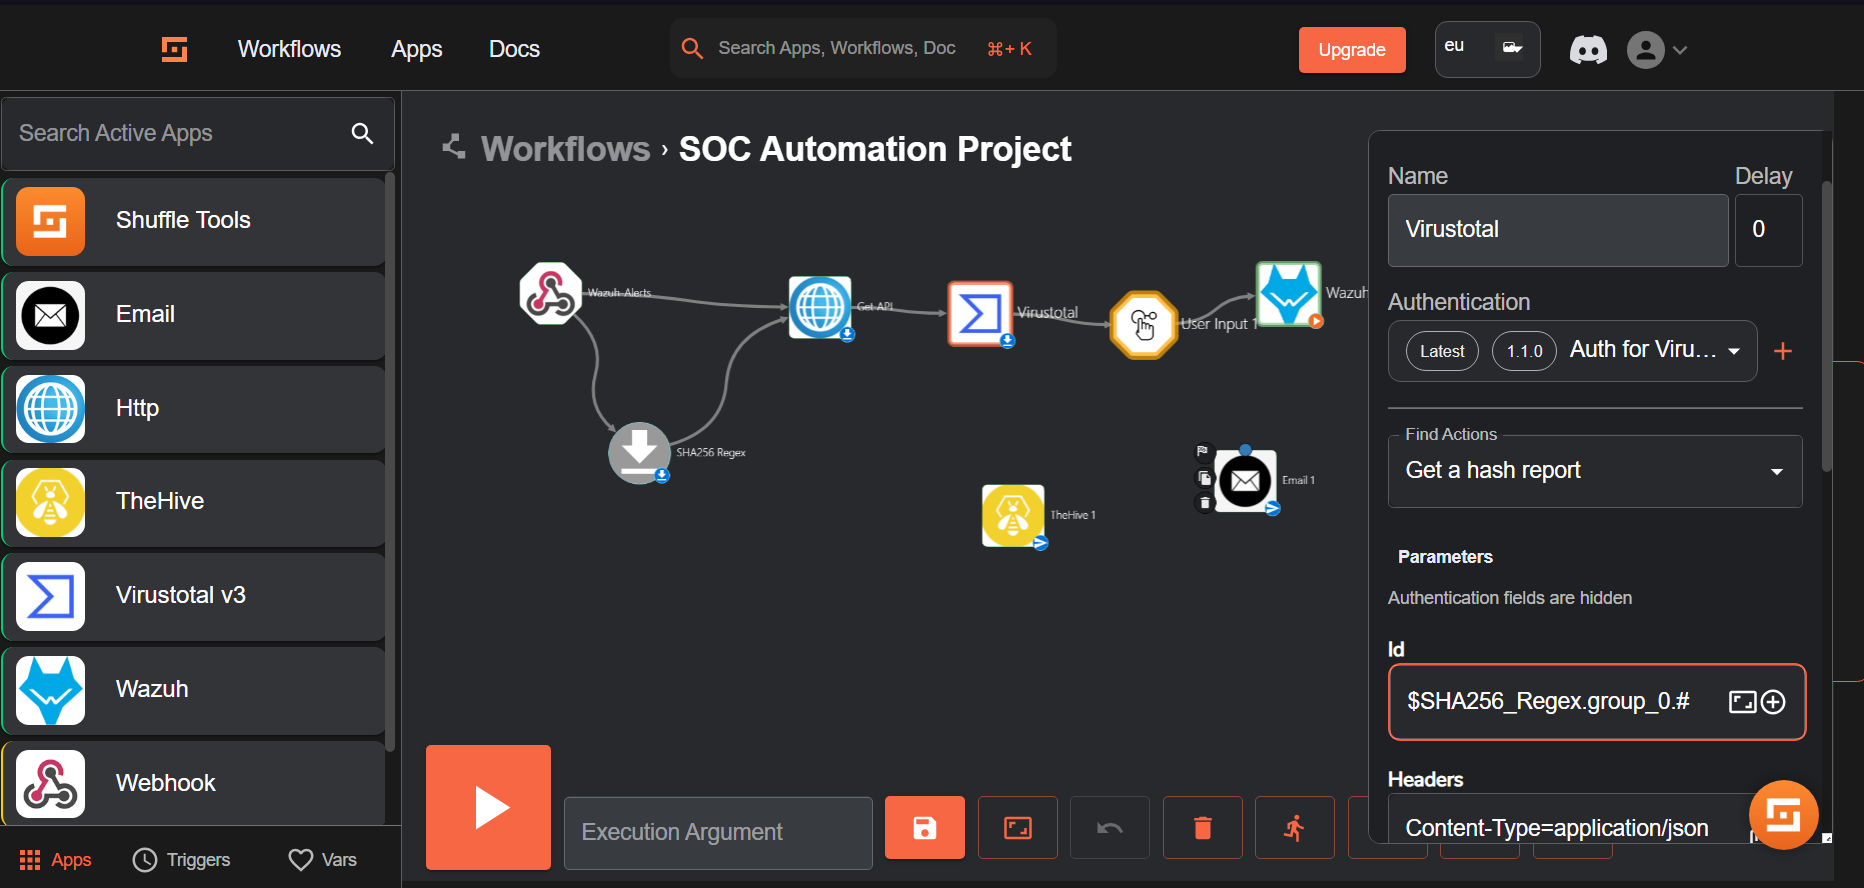 Workflows Apps Docs
Search Apps, Workflows, Doc ⌘+ K
Upgrade
eu
Search Active Apps
Shuffle Tools
Email
Http
TheHive
Virustotal v3
Wazuh
Webhook
Apps Triggers Vars
Workflows › SOC Automation Project
Wazuh-Alerts
Get API
Virustotal
User Input 1
Wazuh
SHA256 Regex
TheHive 1
Email 1
Execution Argument
Name Delay
Virustotal 0
Authentication
Latest 1.1.0 Auth for Viru...
Find Actions
Get a hash report
Parameters
Authentication fields are hidden
Id
$SHA256_Regex.group_0.#
Headers
Content-Type=application/json